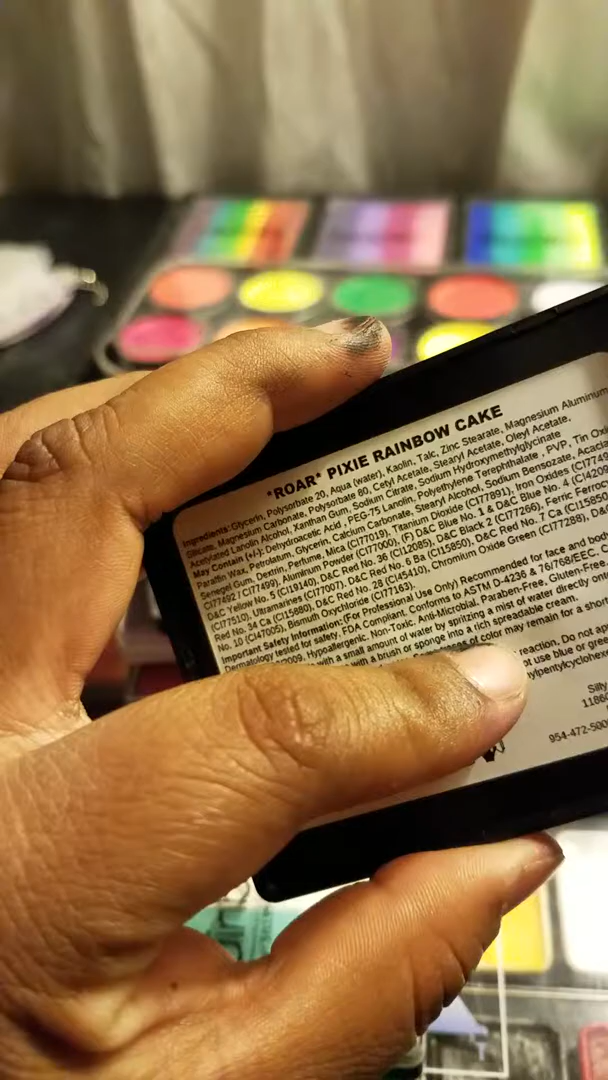 *ROAR* PIXIE RAINBOW CAKE
Ingredients: Glycerin, Polysorbate 20, Aqua (water), Kaolin, Talc, Zinc Stearate, Magnesium Aluminum
Silicate, Magnesium Carbonate, Polysorbate 80, Cetyl Acetate, Stearyl Acetate, Oleyl Acetate,
Acetylated Lanolin Alcohol, Xanthan Gum, Sodium Citrate, Sodium Hydroxymethylglycinate
May Contain (+/-): Dehydroacetic Acid, PEG-75 Lanolin, Polyethylene Terephthalate, PVP, Tin Oxi
Paraffin Wax, Petrolatum, Glycerin, Calcium Carbonate, Stearyl Alcohol, Sodium Benzoate, Acacia
Senegal Gum, Dextrin, Perfume, Mica (CI77019), Titanium Dioxide (CI77891), Iron Oxides (CI77491
CI77492 / CI77499), Aluminum Powder (CI77000), (F) D&C Blue No. 1 & D&C Blue No. 4 (CI4209
D&C Yellow No. 5 (CI19140), D&C Red No. 36 (CI12085), D&C Black 2 (CI77266), Ferric Ferrocy
(CI77510), Ultramarines (CI77007), D&C Red No. 6 Ba (CI15850), D&C Red No. 7 Ca (CI15850
Red No. 34 Ca (CI15880), D&C Red No. 28 (CI45410), Chromium Oxide Green (CI77288), D&
No. 10 (CI47005), Bismuth Oxychloride (CI77163).
Important Safety Information: (For Professional Use Only) Recommended for face and body
Dermatology tested for safety, FDA Compliant. Conforms to ASTM D-4236 & 76/768/EEC. C
2009, Hypoallergenic, Non-Toxic, Anti-Microbial, Paraben-Free, Gluten-Free.
with a small amount of water by spritzing a mist of water directly ont
with a brush or sponge into a rich spreadable cream.
of color may remain for a short
reaction. Do not app
ot use blue or gree
ylpentylcyclohexe
Silly
1186
954-472-500